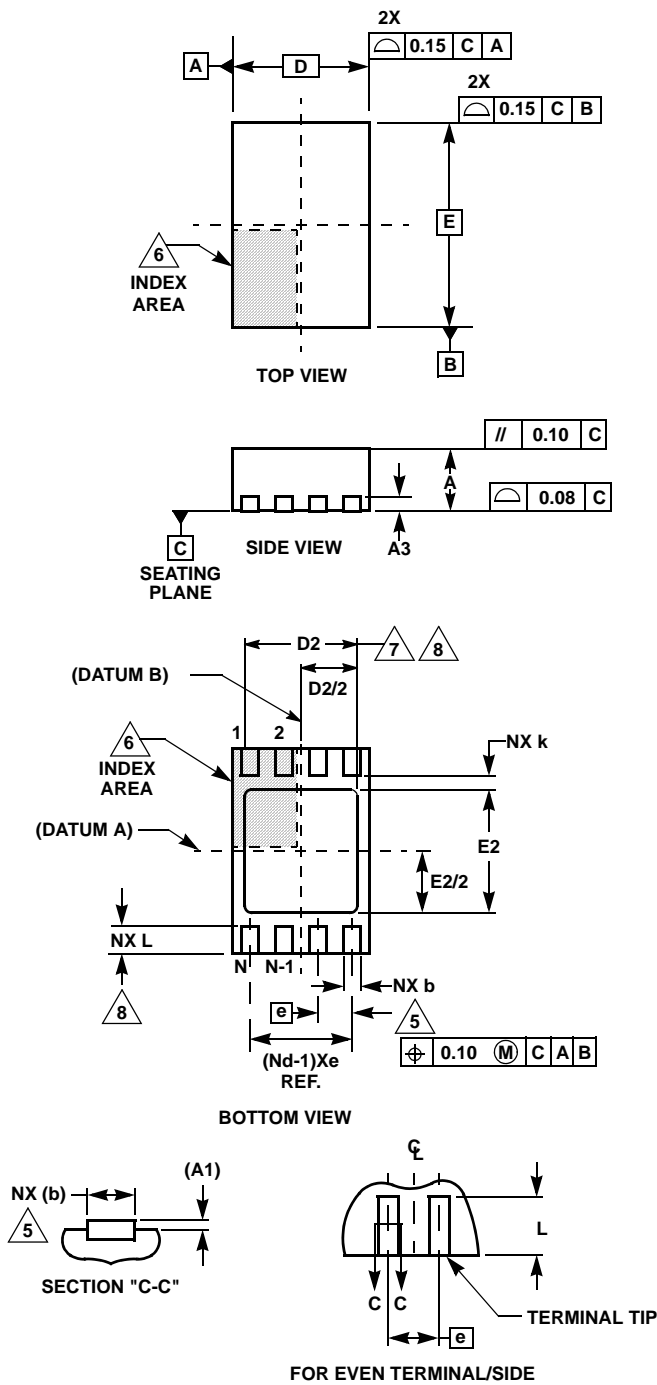 2X
⌓ 0.15 C A
A
D
2X
⌓ 0.15 C B
E
6
INDEX
AREA
B
TOP VIEW
// 0.10 C
A
⌓ 0.08 C
C
SIDE VIEW
A3
SEATING
PLANE
D2
7 8
(DATUM B)
D2/2
1 2
6
INDEX
AREA
NX k
(DATUM A)
E2
E2/2
NX L
N N-1
NX b
8
e
5
(Nd-1)Xe
REF.
⌖ 0.10 Ⓜ C A B
BOTTOM VIEW
(A1)
NX (b)
5
SECTION "C-C"
℄
L
C C
TERMINAL TIP
e
FOR EVEN TERMINAL/SIDE